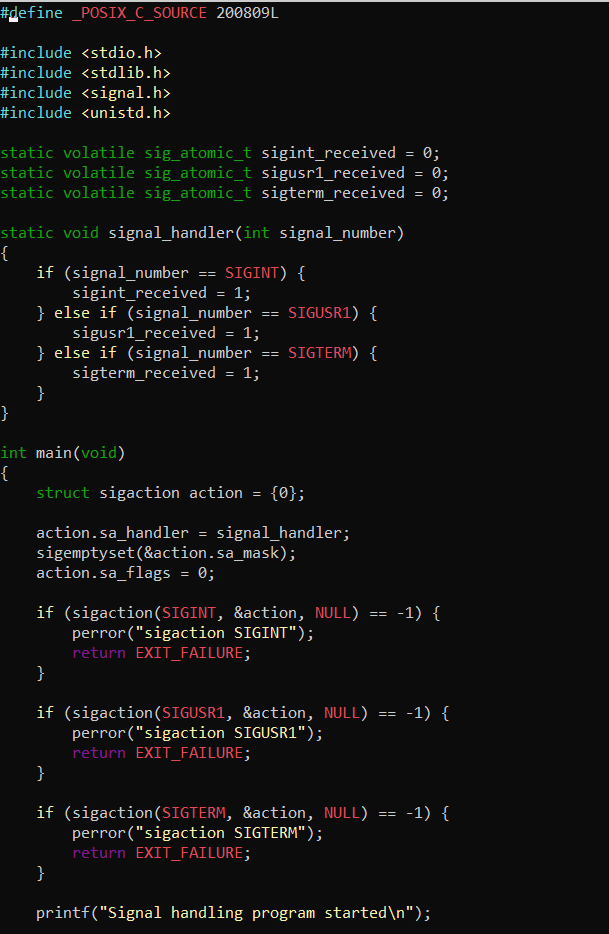 #define _POSIX_C_SOURCE 200809L

#include <stdio.h>
#include <stdlib.h>
#include <signal.h>
#include <unistd.h>

static volatile sig_atomic_t sigint_received = 0;
static volatile sig_atomic_t sigusr1_received = 0;
static volatile sig_atomic_t sigterm_received = 0;

static void signal_handler(int signal_number)
{
    if (signal_number == SIGINT) {
        sigint_received = 1;
    } else if (signal_number == SIGUSR1) {
        sigusr1_received = 1;
    } else if (signal_number == SIGTERM) {
        sigterm_received = 1;
    }
}

int main(void)
{
    struct sigaction action = {0};

    action.sa_handler = signal_handler;
    sigemptyset(&action.sa_mask);
    action.sa_flags = 0;

    if (sigaction(SIGINT, &action, NULL) == -1) {
        perror("sigaction SIGINT");
        return EXIT_FAILURE;
    }

    if (sigaction(SIGUSR1, &action, NULL) == -1) {
        perror("sigaction SIGUSR1");
        return EXIT_FAILURE;
    }

    if (sigaction(SIGTERM, &action, NULL) == -1) {
        perror("sigaction SIGTERM");
        return EXIT_FAILURE;
    }

    printf("Signal handling program started\n");